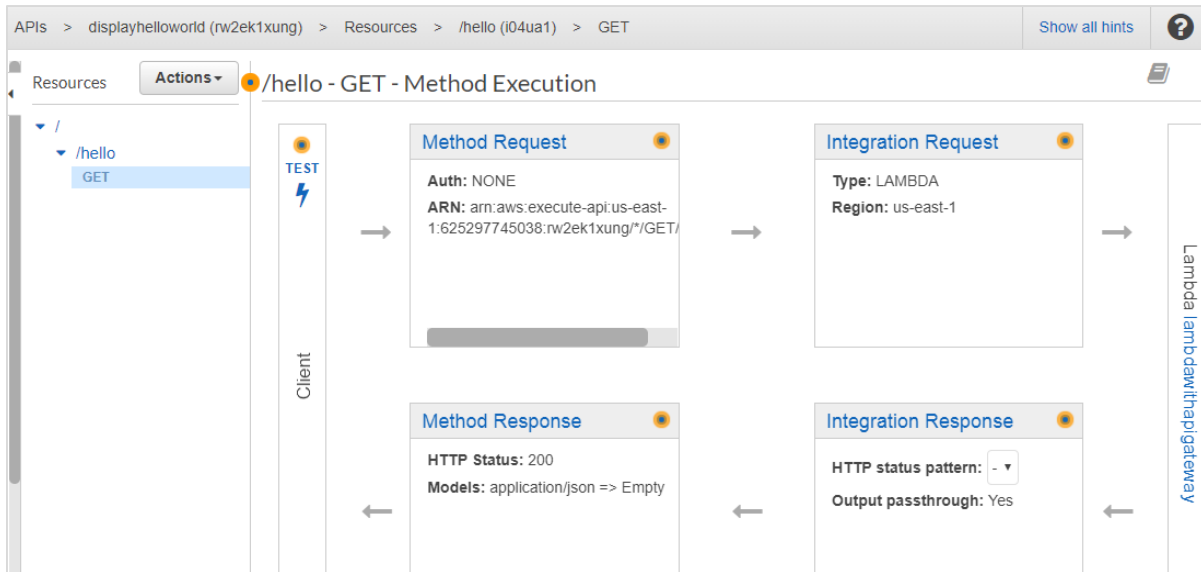 APIs > displayhelloworld (rw2ek1xung) > Resources > /hello (i04ua1) > GET
Show all hints
?
Resources
Actions
/hello - GET - Method Execution
/
/hello
GET
TEST
Client
Method Request
Auth: NONE
ARN: arn:aws:execute-api:us-east-
1:625297745038:rw2ek1xung/*/GET/
Integration Request
Type: LAMBDA
Region: us-east-1
Lambda lambdawithapigateway
Method Response
HTTP Status: 200
Models: application/json => Empty
Integration Response
HTTP status pattern: -
Output passthrough: Yes